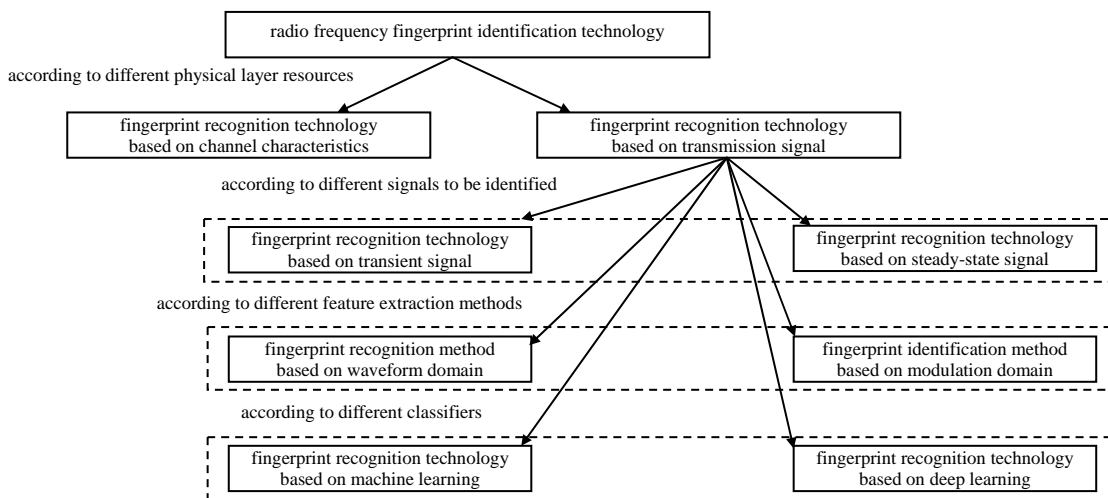 radio frequency fingerprint identification technology
according to different physical layer resources
fingerprint recognition technology
based on channel characteristics
fingerprint recognition technology
based on transmission signal
according to different signals to be identified
fingerprint recognition technology
based on transient signal
fingerprint recognition technology
based on steady-state signal
according to different feature extraction methods
fingerprint recognition method
based on waveform domain
fingerprint identification method
based on modulation domain
according to different classifiers
fingerprint recognition technology
based on machine learning
fingerprint recognition technology
based on deep learning